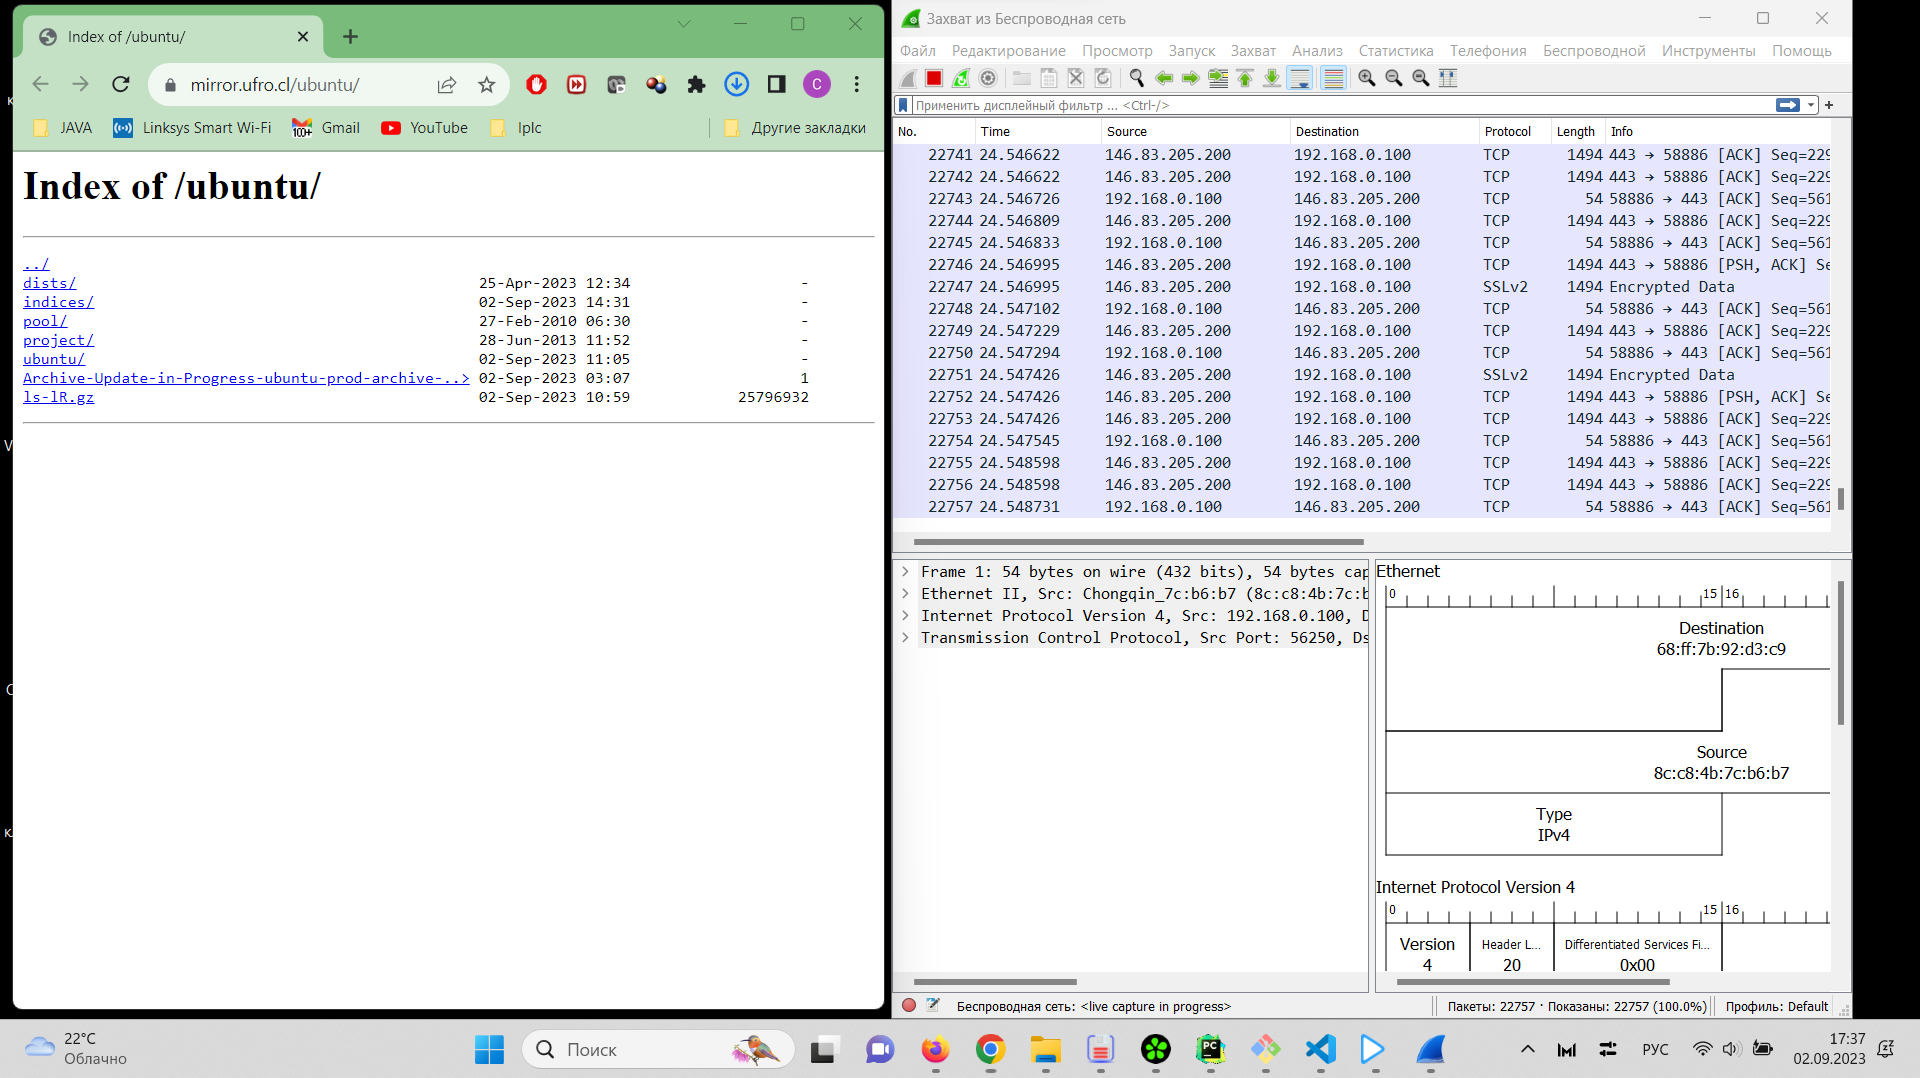 Index of /ubuntu/
mirror.ufro.cl/ubuntu/
C
JAVA
Linksys Smart Wi-Fi
100+
Gmail
YouTube
Iplc
Другие закладки
Index of /ubuntu/
../
dists/ 25-Apr-2023 12:34 -
indices/ 02-Sep-2023 14:31 -
pool/ 27-Feb-2010 06:30 -
project/ 28-Jun-2013 11:52 -
ubuntu/ 02-Sep-2023 11:05 -
Archive-Update-in-Progress-ubuntu-prod-archive-..> 02-Sep-2023 03:07 1
ls-lR.gz 02-Sep-2023 10:59 25796932
Захват из Беспроводная сеть
Файл Редактирование Просмотр Запуск Захват Анализ Статистика Телефония Беспроводной Инструменты Помощь
Применить дисплейный фильтр ... <Ctrl-/>
No. Time Source Destination Protocol Length Info
22741 24.546622 146.83.205.200 192.168.0.100 TCP 1494 443 → 58886 [ACK] Seq=229
22742 24.546622 146.83.205.200 192.168.0.100 TCP 1494 443 → 58886 [ACK] Seq=229
22743 24.546726 192.168.0.100 146.83.205.200 TCP 54 58886 → 443 [ACK] Seq=561
22744 24.546809 146.83.205.200 192.168.0.100 TCP 1494 443 → 58886 [ACK] Seq=229
22745 24.546833 192.168.0.100 146.83.205.200 TCP 54 58886 → 443 [ACK] Seq=561
22746 24.546995 146.83.205.200 192.168.0.100 TCP 1494 443 → 58886 [PSH, ACK] Se
22747 24.546995 146.83.205.200 192.168.0.100 SSLv2 1494 Encrypted Data
22748 24.547102 192.168.0.100 146.83.205.200 TCP 54 58886 → 443 [ACK] Seq=561
22749 24.547229 146.83.205.200 192.168.0.100 TCP 1494 443 → 58886 [ACK] Seq=229
22750 24.547294 192.168.0.100 146.83.205.200 TCP 54 58886 → 443 [ACK] Seq=561
22751 24.547426 146.83.205.200 192.168.0.100 SSLv2 1494 Encrypted Data
22752 24.547426 146.83.205.200 192.168.0.100 TCP 1494 443 → 58886 [PSH, ACK] Se
22753 24.547426 146.83.205.200 192.168.0.100 TCP 1494 443 → 58886 [ACK] Seq=229
22754 24.547545 192.168.0.100 146.83.205.200 TCP 54 58886 → 443 [ACK] Seq=561
22755 24.548598 146.83.205.200 192.168.0.100 TCP 1494 443 → 58886 [ACK] Seq=229
22756 24.548598 146.83.205.200 192.168.0.100 TCP 1494 443 → 58886 [ACK] Seq=229
22757 24.548731 192.168.0.100 146.83.205.200 TCP 54 58886 → 443 [ACK] Seq=561
Frame 1: 54 bytes on wire (432 bits), 54 bytes cap
Ethernet II, Src: Chongqin_7c:b6:b7 (8c:c8:4b:7c:b
Internet Protocol Version 4, Src: 192.168.0.100, D
Transmission Control Protocol, Src Port: 56250, Ds
Ethernet
0 15 16
Destination
68:ff:7b:92:d3:c9
Source
8c:c8:4b:7c:b6:b7
Type
IPv4
Internet Protocol Version 4
0 15 16
Version
4
Header L...
20
Differentiated Services Fi...
0x00
Беспроводная сеть: <live capture in progress>
Пакеты: 22757 · Показаны: 22757 (100.0%)
Профиль: Default
22°C
Облачно
Поиск
PC
РУС
17:37
02.09.2023